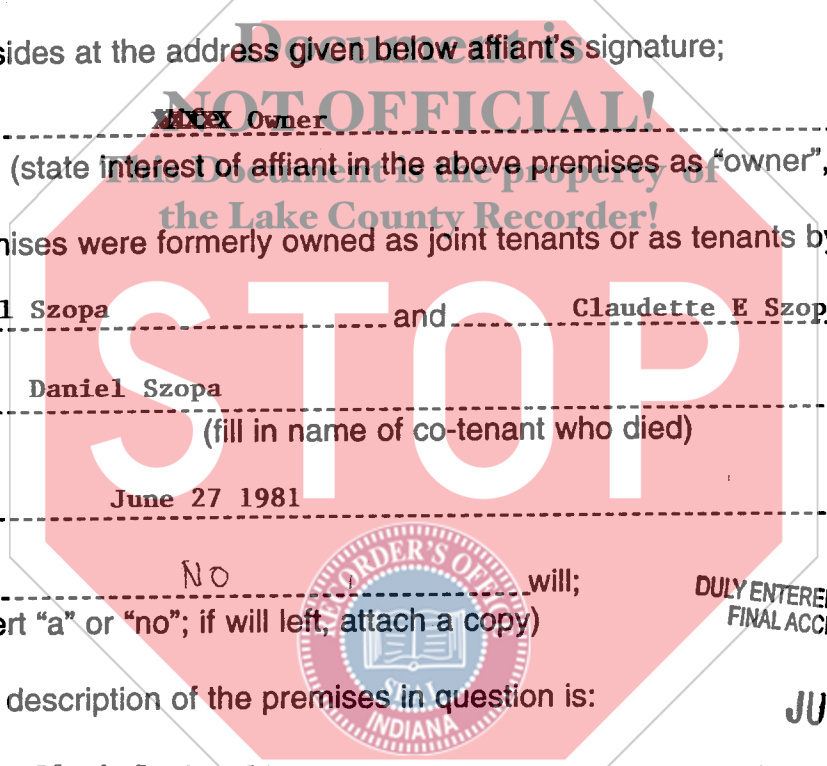 sides at the address given below affiant's signature;
Document is
NOT OFFICIAL!
Owner
(state interest of affiant in the above premises as “owner”,
This Document is the property of
the Lake County Recorder!
nises were formerly owned as joint tenants or as tenants by
l Szopa and Claudette E Szop
STOP
Daniel Szopa
(fill in name of co-tenant who died)
June 27 1981
No will;
ert “a” or “no”; if will left, attach a copy)
DULY ENTERE
FINAL ACC
RECORDER'S OFFICE
SEAL
INDIANA
description of the premises in question is:
JU